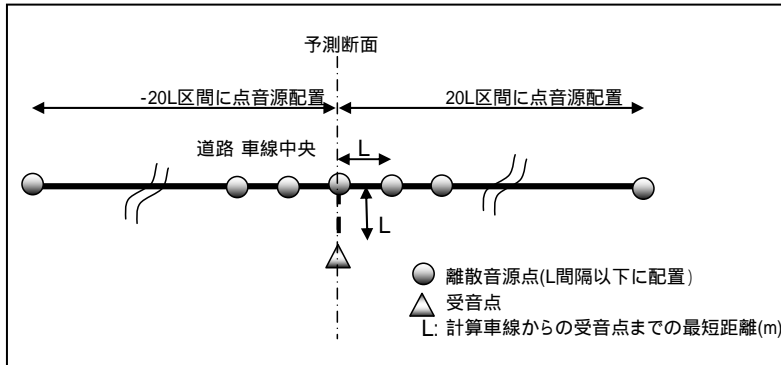 予測断面
-20L区間に点音源配置
20L区間に点音源配置
道路 車線中央
L
L
離散音源点(L間隔以下に配置)
受音点
L: 計算車線からの受音点までの最短距離(m)